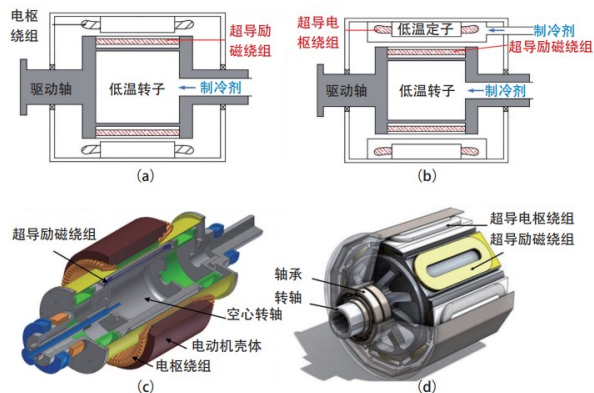 电枢绕组
超导励
磁绕组
驱动轴
低温转子
制冷剂
(a)
超导电
枢绕组
低温定子
制冷剂
超导励磁绕组
驱动轴
低温转子
制冷剂
(b)
超导励磁绕组
空心转轴
电动机壳体
电枢绕组
(c)
超导电枢绕组
超导励磁绕组
轴承
转轴
(d)